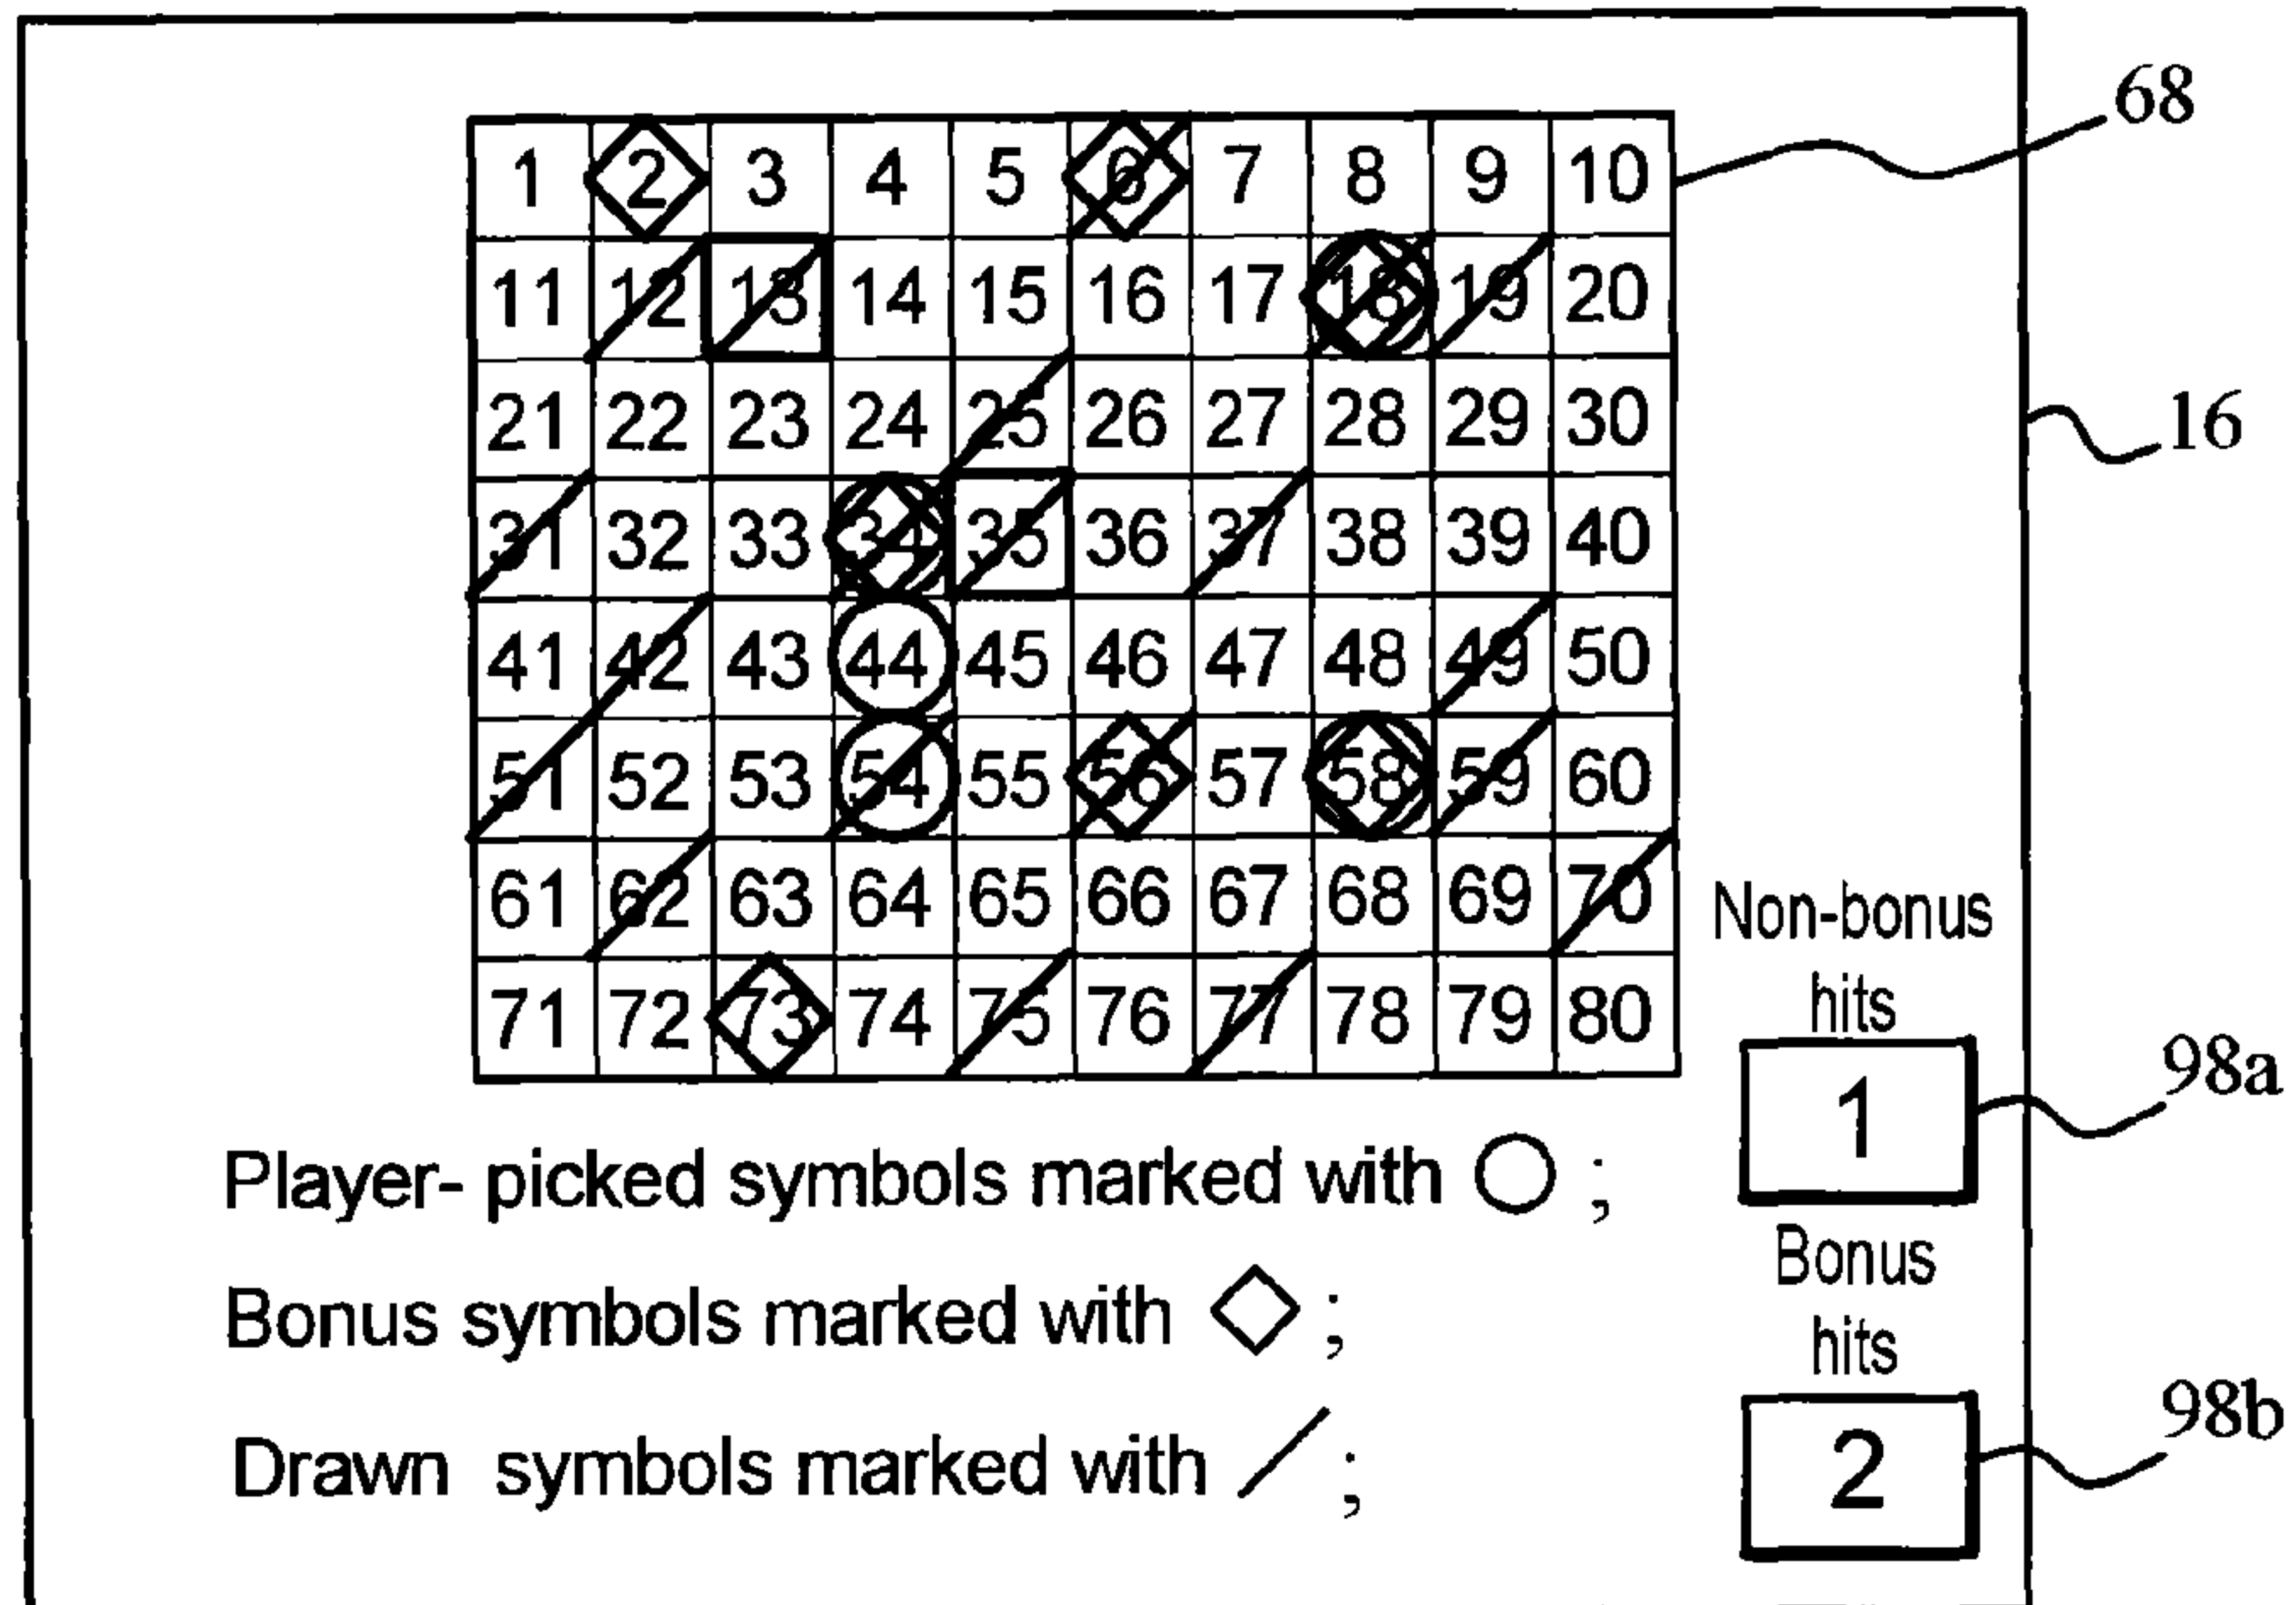 68
1 2 3 4 5 6 7 8 9 10
11 12 13 14 15 16 17 18 19 20
16
21 22 23 24 25 26 27 28 29 30
31 32 33 34 35 36 37 38 39 40
41 42 43 44 45 46 47 48 49 50
51 52 53 54 55 56 57 58 59 60
61 62 63 64 65 66 67 68 69 70
71 72 73 74 75 76 77 78 79 80
Non-bonus
hits
98a
1
Player- picked symbols marked with ;
Bonus
hits
Bonus symbols marked with ;
98b
2
Drawn symbols marked with ;